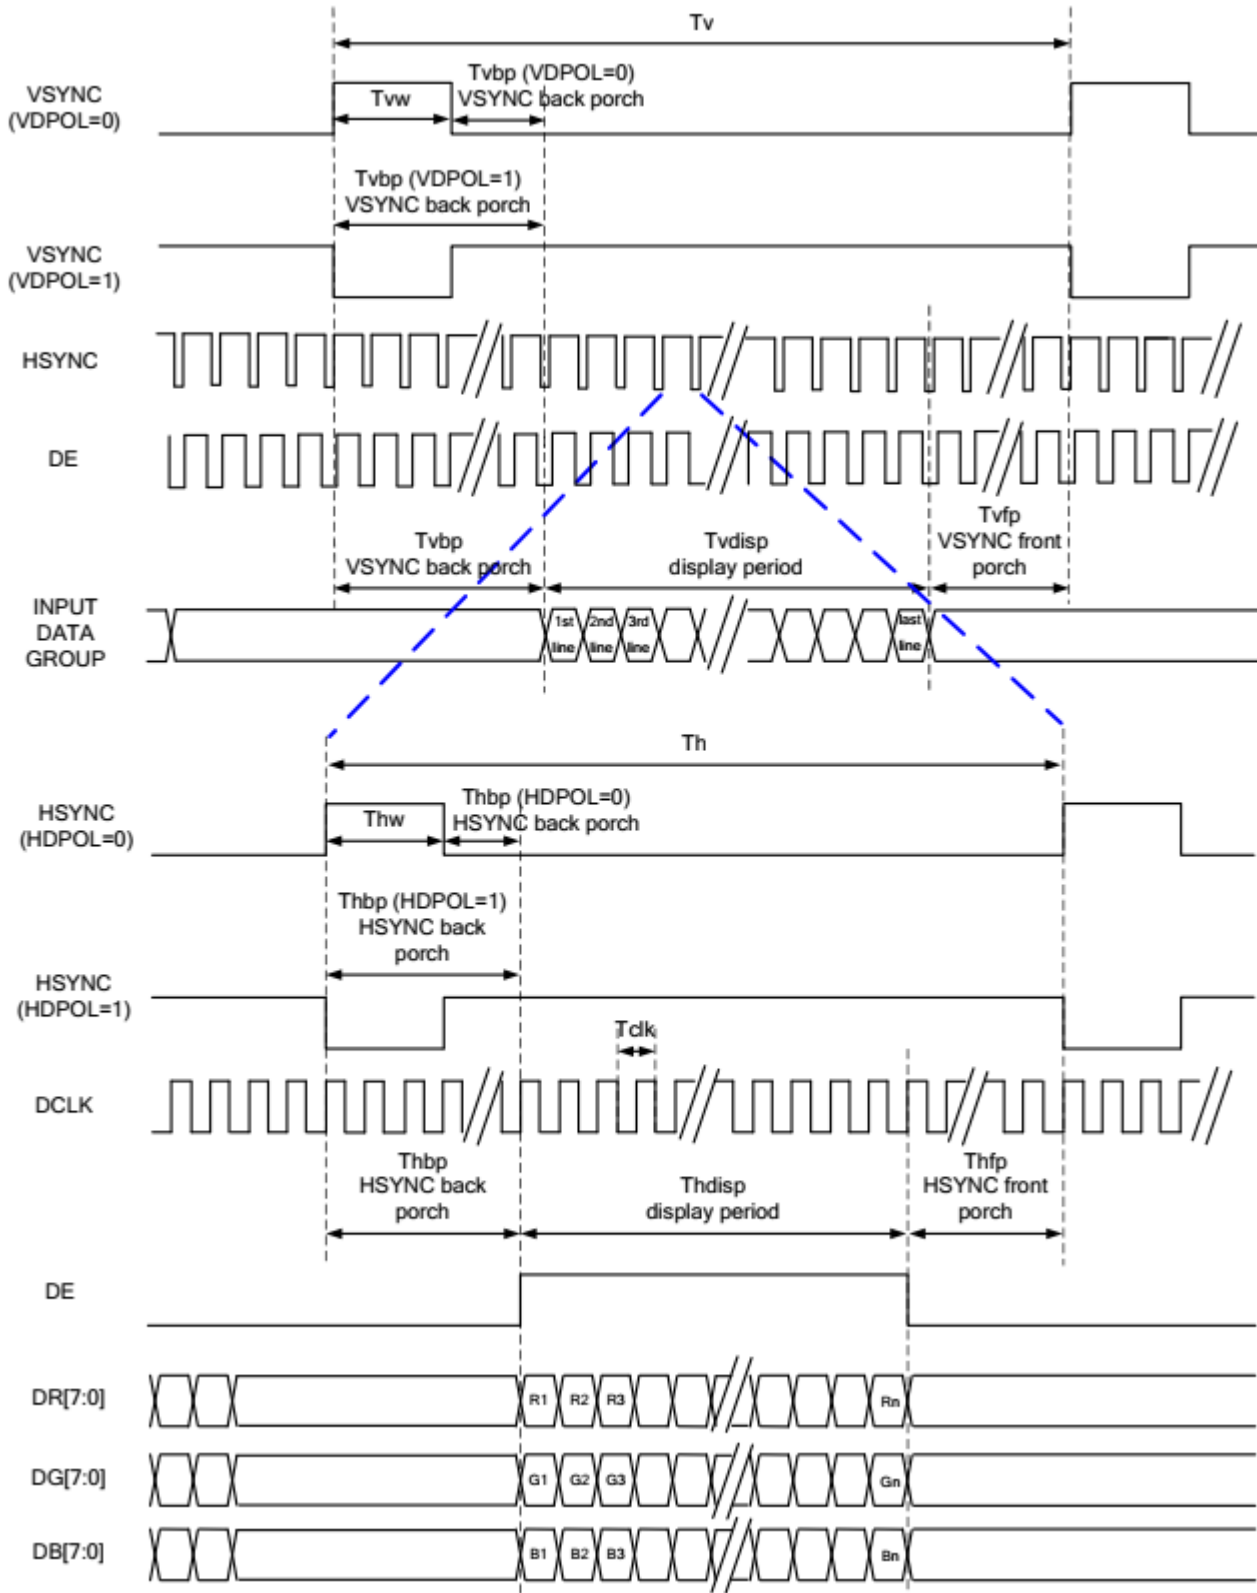 Tv
VSYNC
(VDPOL=0)
Tvw
Tvbp (VDPOL=0)
VSYNC back porch
Tvbp (VDPOL=1)
VSYNC back porch
VSYNC
(VDPOL=1)
HSYNC
DE
Tvbp
VSYNC back porch
Tvdisp
display period
Tvfp
VSYNC front
porch
INPUT
DATA
GROUP
1st
line
2nd
line
3rd
line
last
line
Th
HSYNC
(HDPOL=0)
Thw
Thbp (HDPOL=0)
HSYNC back porch
Thbp (HDPOL=1)
HSYNC back
porch
HSYNC
(HDPOL=1)
Tclk
DCLK
Thbp
HSYNC back
porch
Thdisp
display period
Thfp
HSYNC front
porch
DE
DR[7:0]
R1
R2
R3
Rn
DG[7:0]
G1
G2
G3
Gn
DB[7:0]
B1
B2
B3
Bn